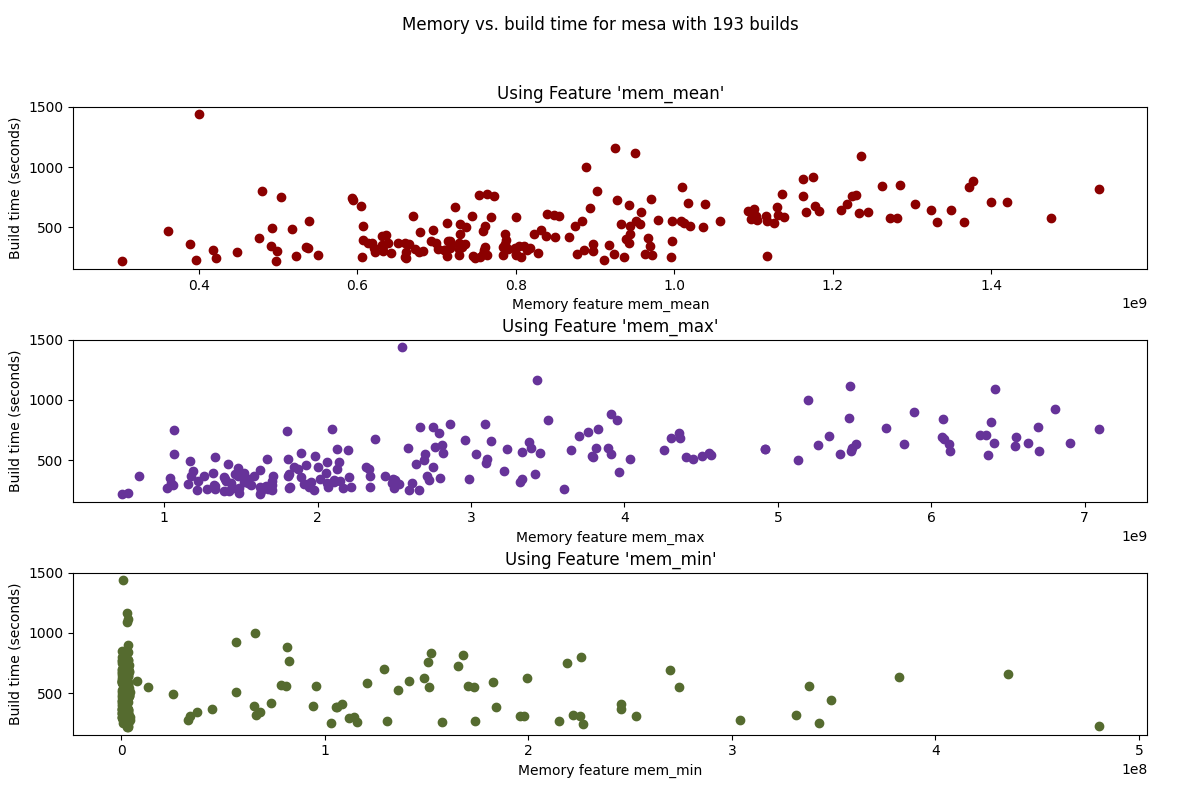 Memory vs. build time for mesa with 193 builds
Using Feature 'mem_mean'
Build time (seconds)
1500
1000
500
0.4 0.6 0.8 1.0 1.2 1.4
1e9
Memory feature mem_mean
Using Feature 'mem_max'
Build time (seconds)
1500
1000
500
1 2 3 4 5 6 7
1e9
Memory feature mem_max
Using Feature 'mem_min'
Build time (seconds)
1500
1000
500
0 1 2 3 4 5
1e8
Memory feature mem_min